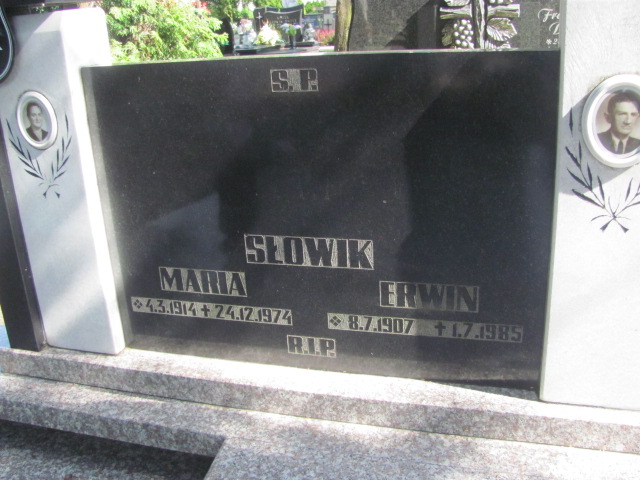 Ś.P.
SŁOWIK
MARIA
4.3.1914 ✝ 24.12.1974
ERWIN
8.7.1907 ✝ 1.7.1985
R.I.P.